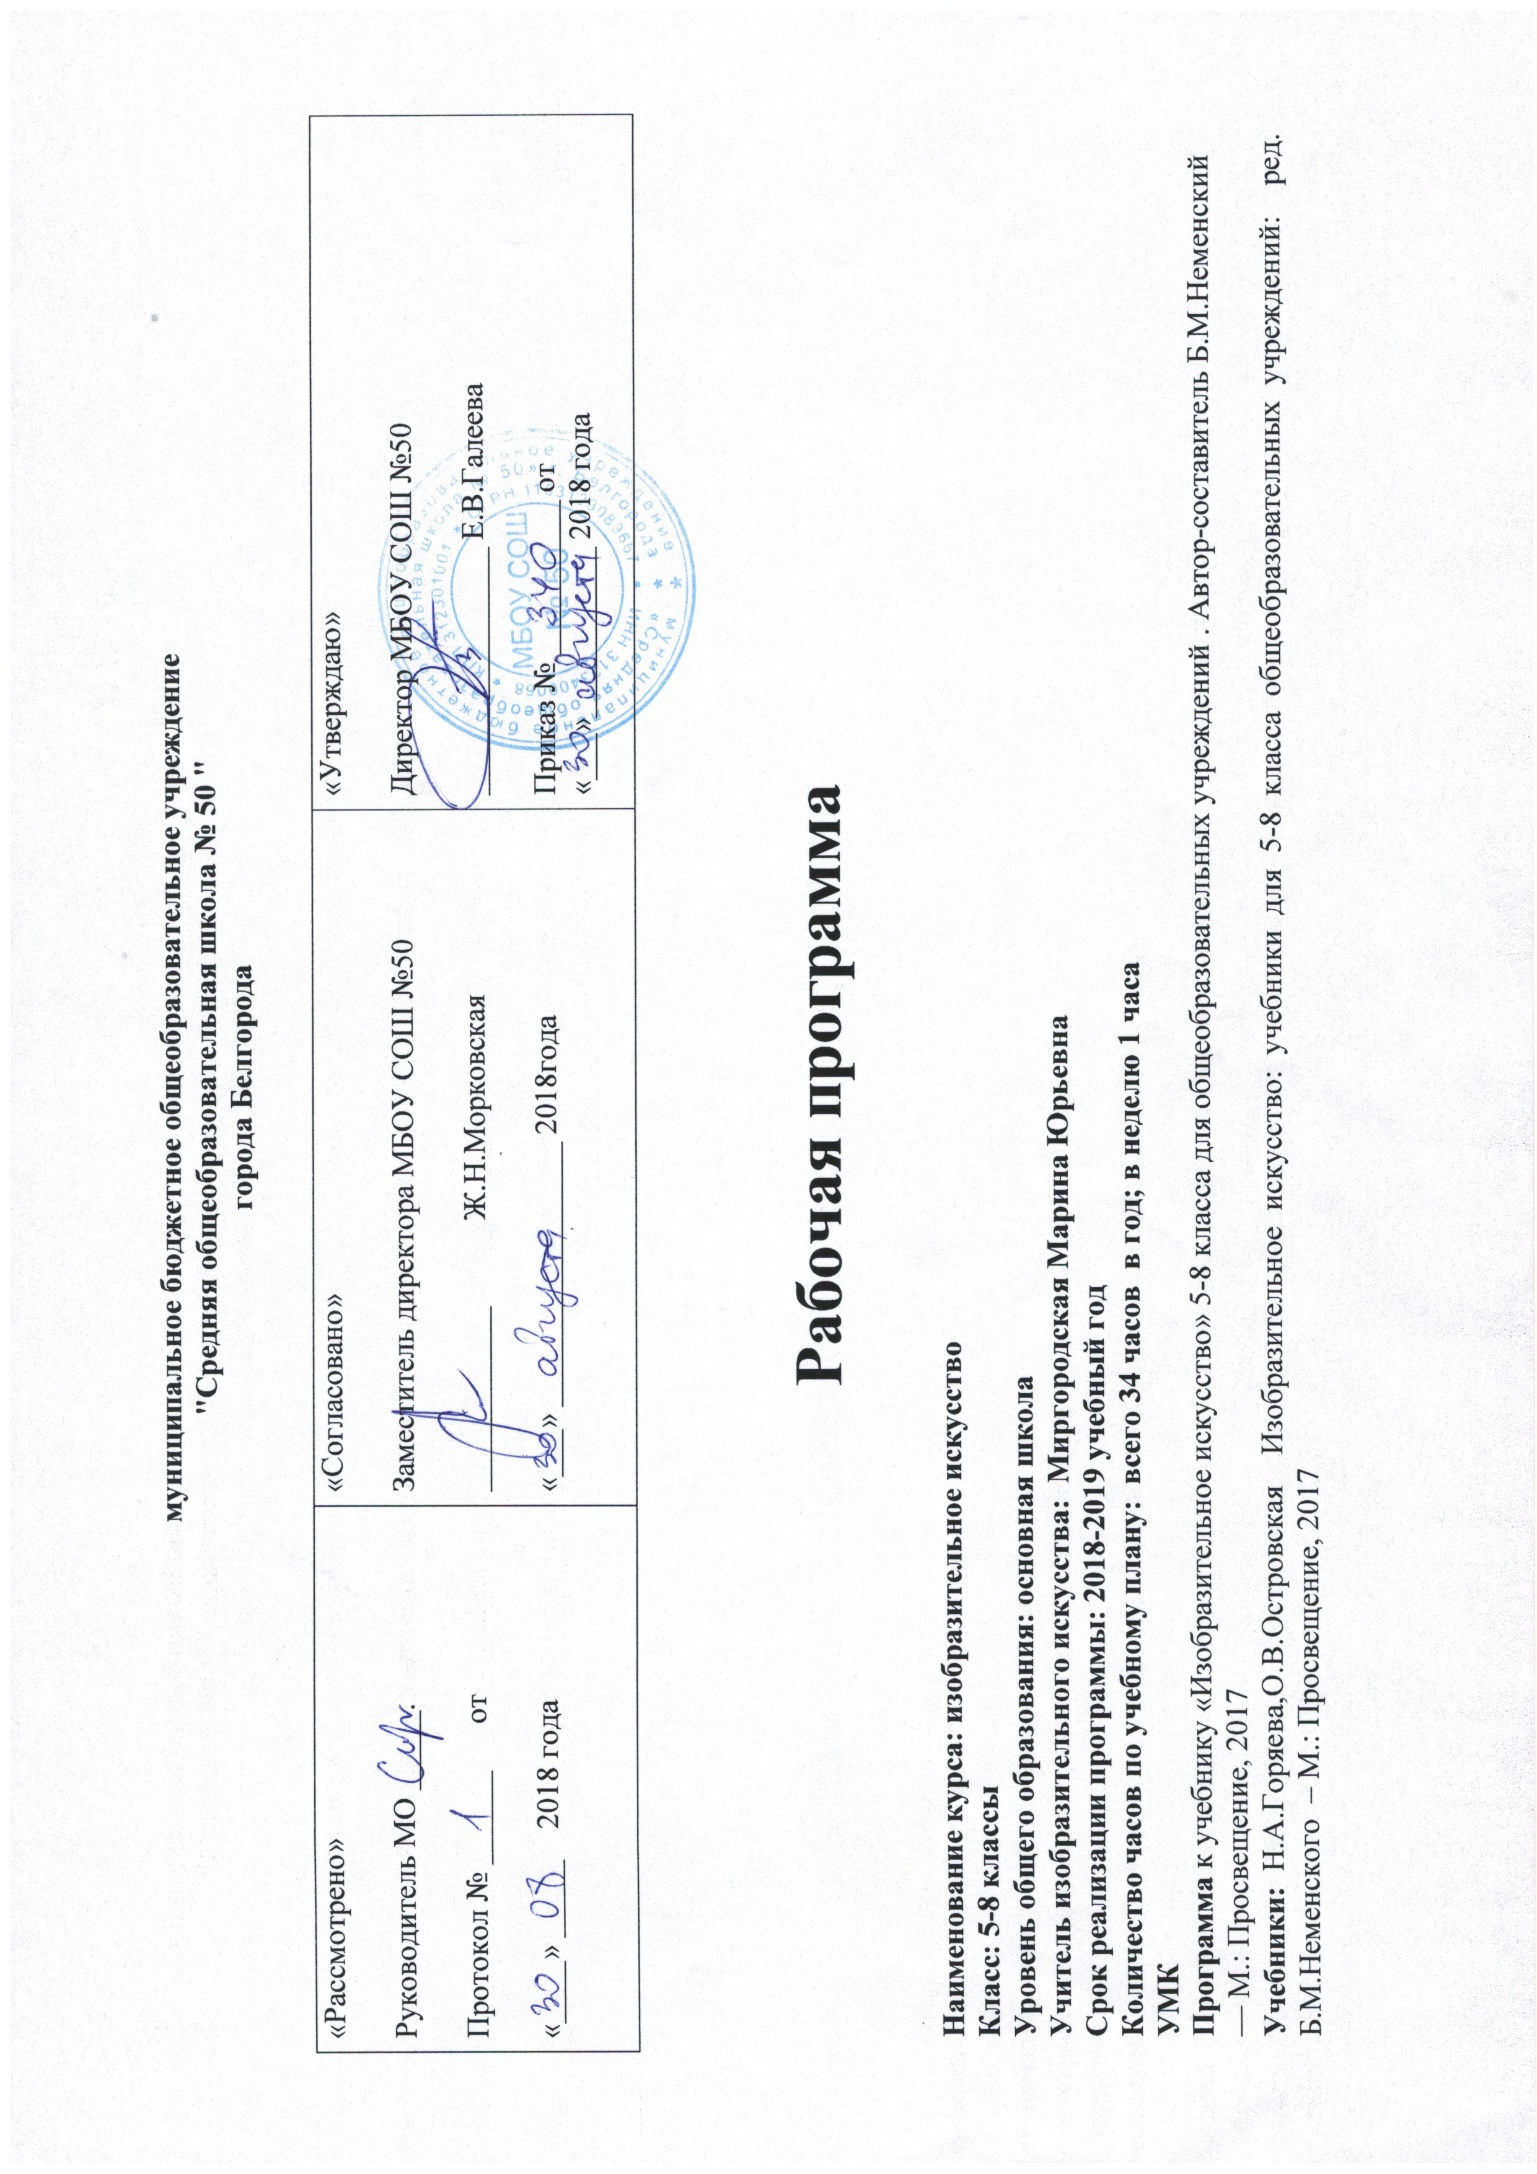 муниципальное бюджетное общеобразовательное учреждение
"Средняя общеобразовательная школа № 50 "
города Белгорода
«Рассмотрено»
Руководитель МО
Протокол № 1 от
« 30 » 08 2018 года
«Согласовано»
Заместитель директора МБОУ СОШ №50
Ж.Н.Морковская
« 30 » августа 2018года
«Утверждаю»
Директор МБОУ СОШ №50
Е.В.Галеева
Приказ № 340 от
« 30 » августа 2018 года
МБОУ СОШ
№ 50
Рабочая программа
Наименование курса: изобразительное искусство
Класс: 5-8 классы
Уровень общего образования: основная школа
Учитель изобразительного искусства: Миргородская Марина Юрьевна
Срок реализации программы: 2018-2019 учебный год
Количество часов по учебному плану: всего 34 часов в год; в неделю 1 часа
УМК
Программа к учебнику «Изобразительное искусство» 5-8 класса для общеобразовательных учреждений . Автор-составитель Б.М.Неменский
– М.: Просвещение, 2017
Учебники: Н.А.Горяева,О.В.Островская Изобразительное искусство: учебники для 5-8 класса общеобразовательных учреждений: ред.
Б.М.Неменского – М.: Просвещение, 2017